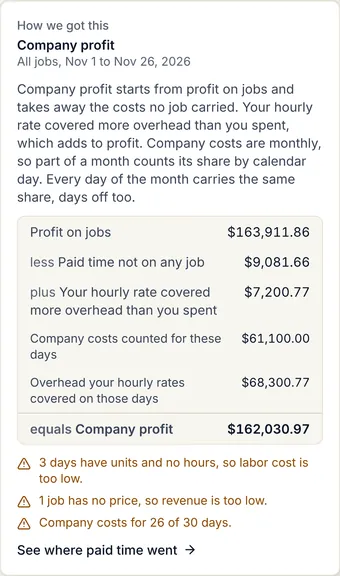 How we got this
Company profit
All jobs, Nov 1 to Nov 26, 2026
Company profit starts from profit on jobs and
takes away the costs no job carried. Your hourly
rate covered more overhead than you spent,
which adds to profit. Company costs are monthly,
so part of a month counts its share by calendar
day. Every day of the month carries the same
share, days off too.
Profit on jobs $163,911.86
less Paid time not on any job $9,081.66
plus Your hourly rate covered $7,200.77
more overhead than you spent
Company costs counted for these $61,100.00
days
Overhead your hourly rates $68,300.77
covered on those days
equals Company profit $162,030.97
3 days have units and no hours, so labor cost is
too low.
1 job has no price, so revenue is too low.
Company costs for 26 of 30 days.
See where paid time went →